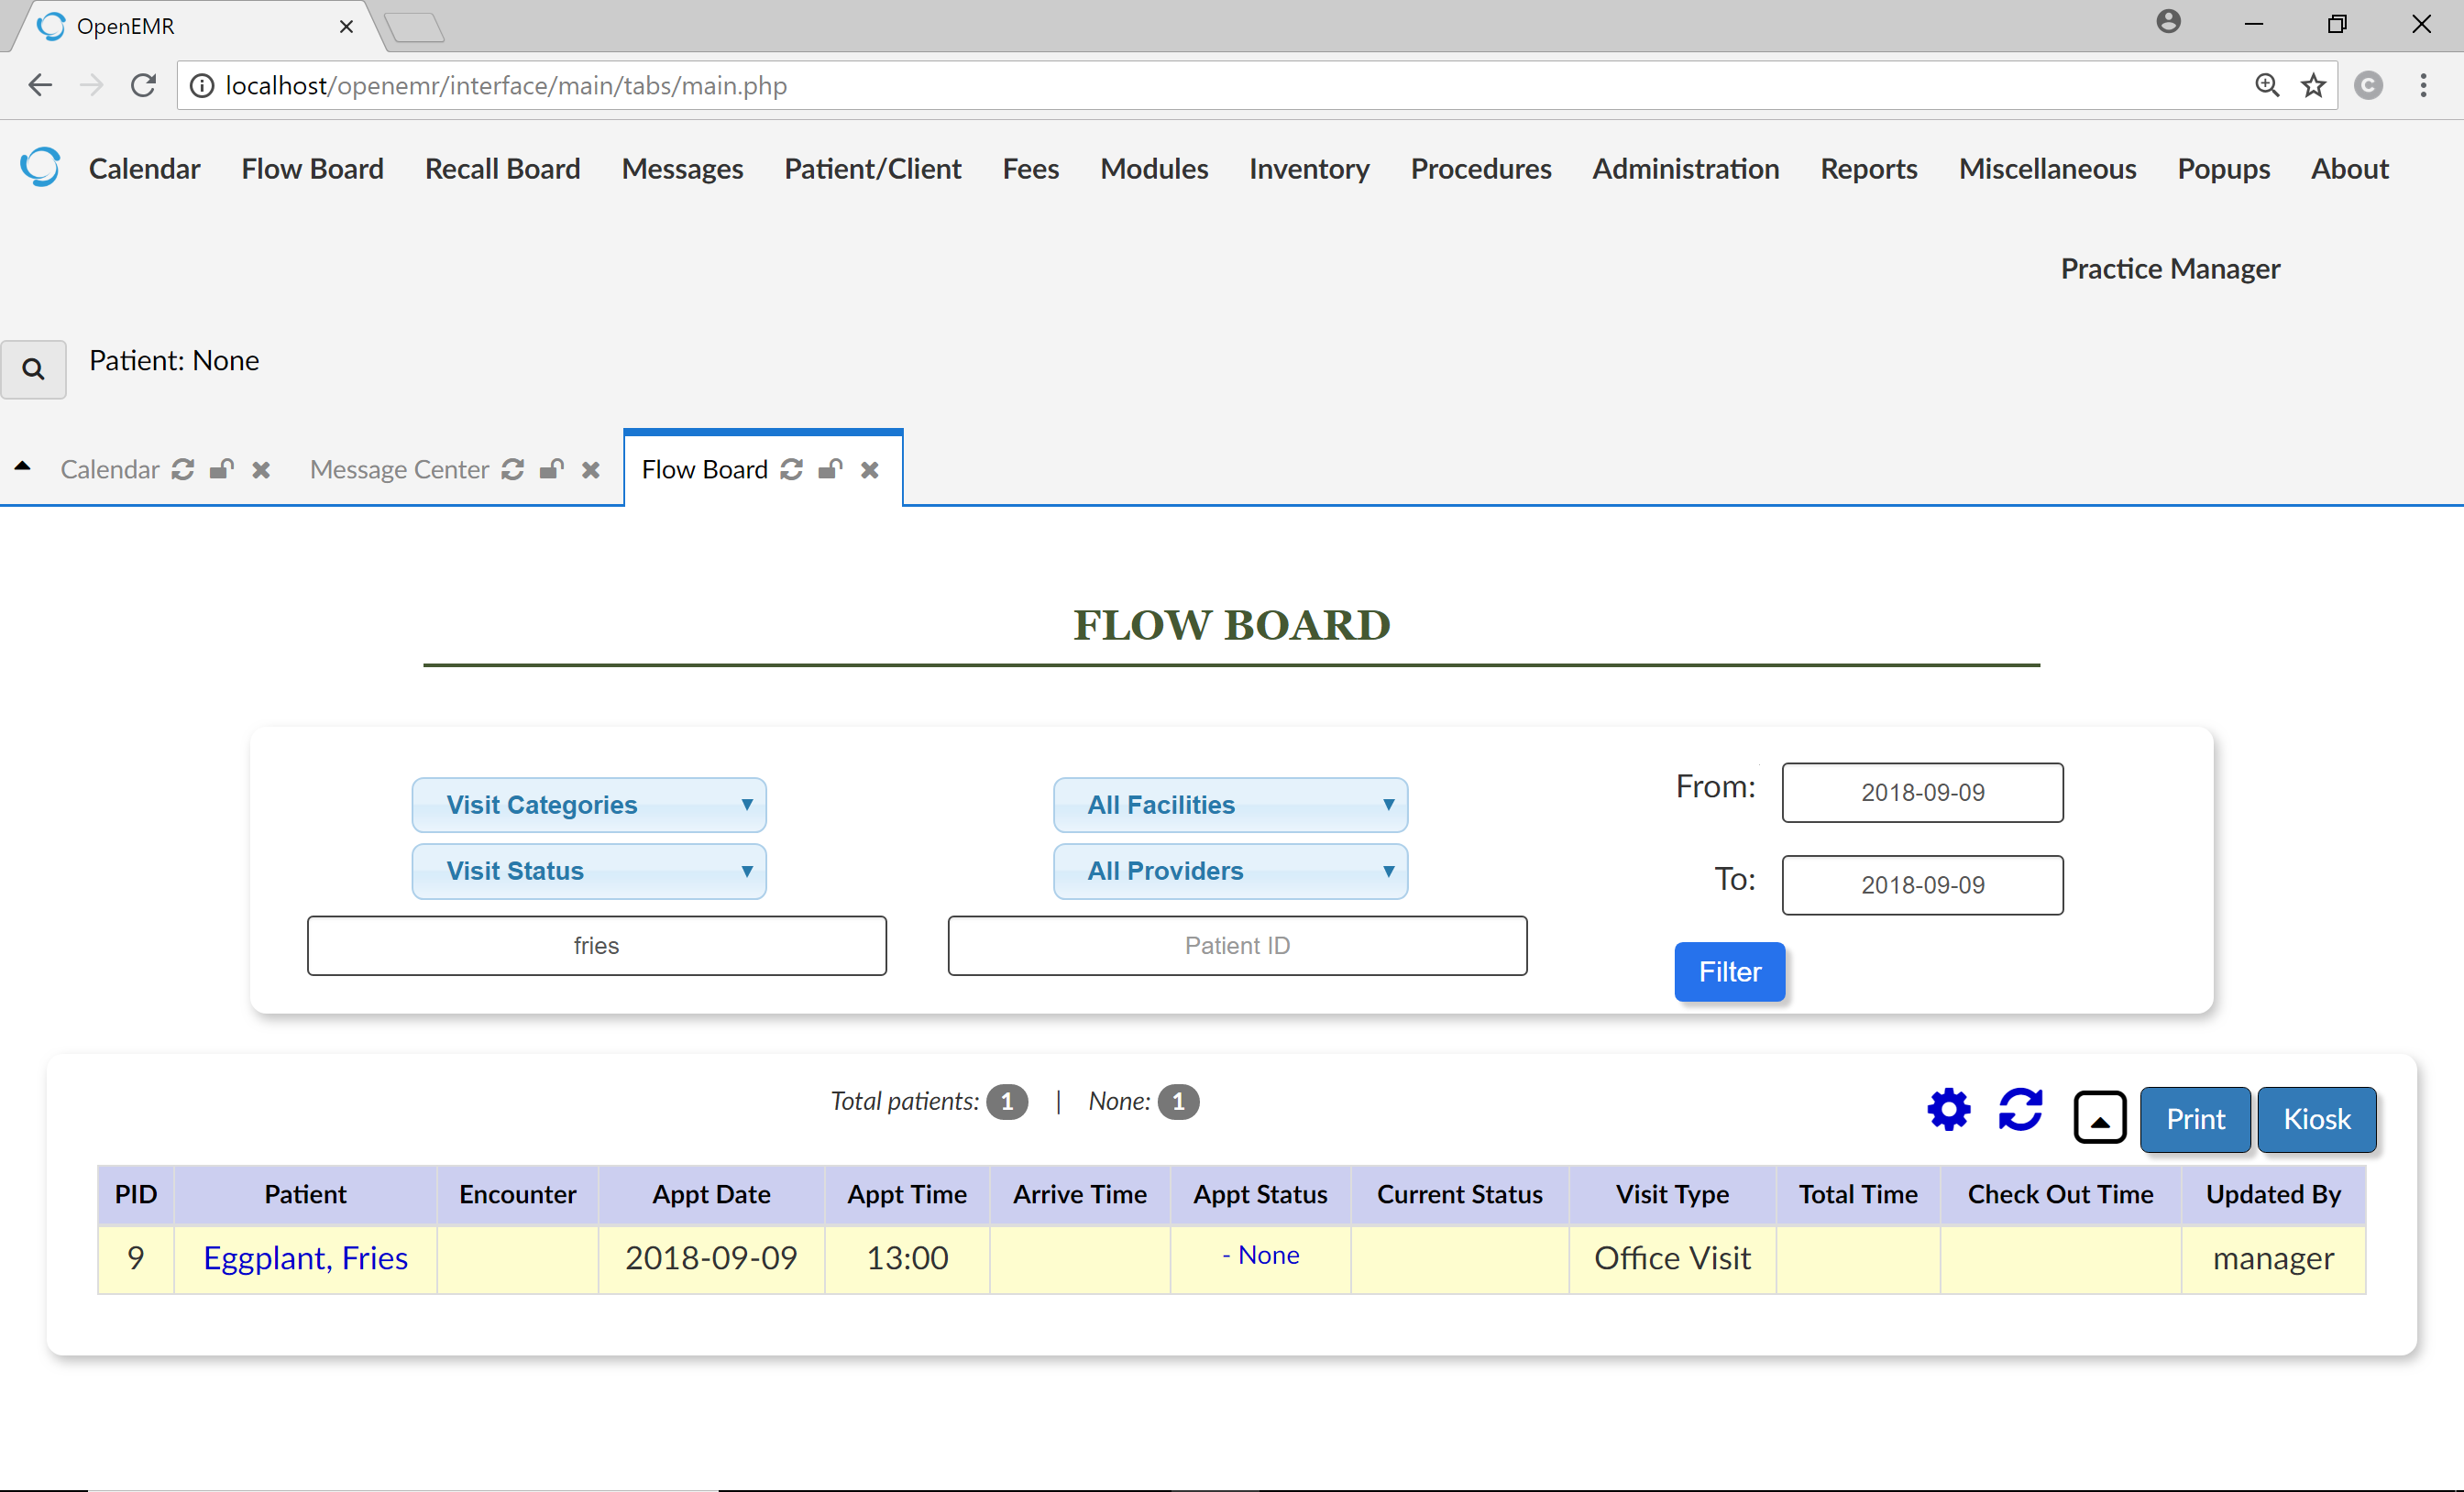 OpenEMR
localhost/openemr/interface/main/tabs/main.php
Calendar Flow Board Recall Board Messages Patient/Client Fees Modules Inventory Procedures Administration Reports Miscellaneous Popups About
Practice Manager
Patient: None
Calendar Message Center Flow Board
FLOW BOARD
Visit Categories All Facilities From: 2018-09-09
Visit Status All Providers To: 2018-09-09
fries Patient ID
Filter
Total patients: 1 | None: 1
Print Kiosk
PID Patient Encounter Appt Date Appt Time Arrive Time Appt Status Current Status Visit Type Total Time Check Out Time Updated By
9 Eggplant, Fries 2018-09-09 13:00 - None Office Visit manager